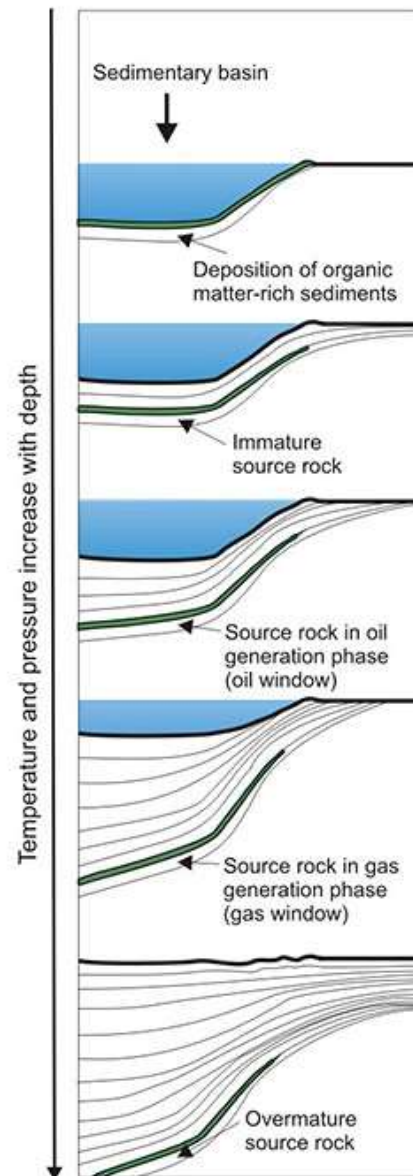 Sedimentary basin
Deposition of organic
matter-rich sediments
Immature
source rock
Source rock in oil
generation phase
(oil window)
Source rock in gas
generation phase
(gas window)
Overmature
source rock
Temperature and pressure increase with depth